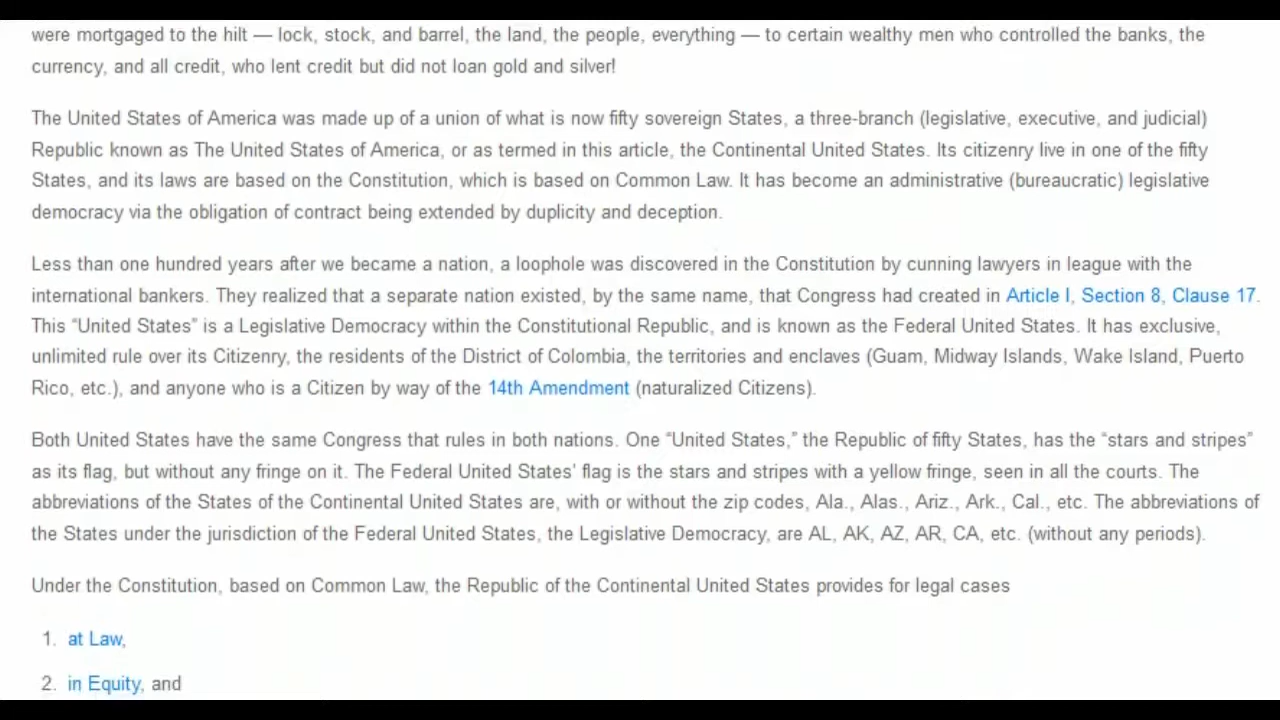 were mortgaged to the hilt — lock, stock, and barrel, the land, the people, everything — to certain wealthy men who controlled the banks, the
currency, and all credit, who lent credit but did not loan gold and silver!
The United States of America was made up of a union of what is now fifty sovereign States, a three-branch (legislative, executive, and judicial)
Republic known as The United States of America, or as termed in this article, the Continental United States. Its citizenry live in one of the fifty
States, and its laws are based on the Constitution, which is based on Common Law. It has become an administrative (bureaucratic) legislative
democracy via the obligation of contract being extended by duplicity and deception.
Less than one hundred years after we became a nation, a loophole was discovered in the Constitution by cunning lawyers in league with the
international bankers. They realized that a separate nation existed, by the same name, that Congress had created in Article I, Section 8, Clause 17.
This “United States” is a Legislative Democracy within the Constitutional Republic, and is known as the Federal United States. It has exclusive,
unlimited rule over its Citizenry, the residents of the District of Colombia, the territories and enclaves (Guam, Midway Islands, Wake Island, Puerto
Rico, etc.), and anyone who is a Citizen by way of the 14th Amendment (naturalized Citizens).
Both United States have the same Congress that rules in both nations. One “United States,” the Republic of fifty States, has the “stars and stripes”
as its flag, but without any fringe on it. The Federal United States’ flag is the stars and stripes with a yellow fringe, seen in all the courts. The
abbreviations of the States of the Continental United States are, with or without the zip codes, Ala., Alas., Ariz., Ark., Cal., etc. The abbreviations of
the States under the jurisdiction of the Federal United States, the Legislative Democracy, are AL, AK, AZ, AR, CA, etc. (without any periods).
Under the Constitution, based on Common Law, the Republic of the Continental United States provides for legal cases
1. at Law,
2. in Equity, and